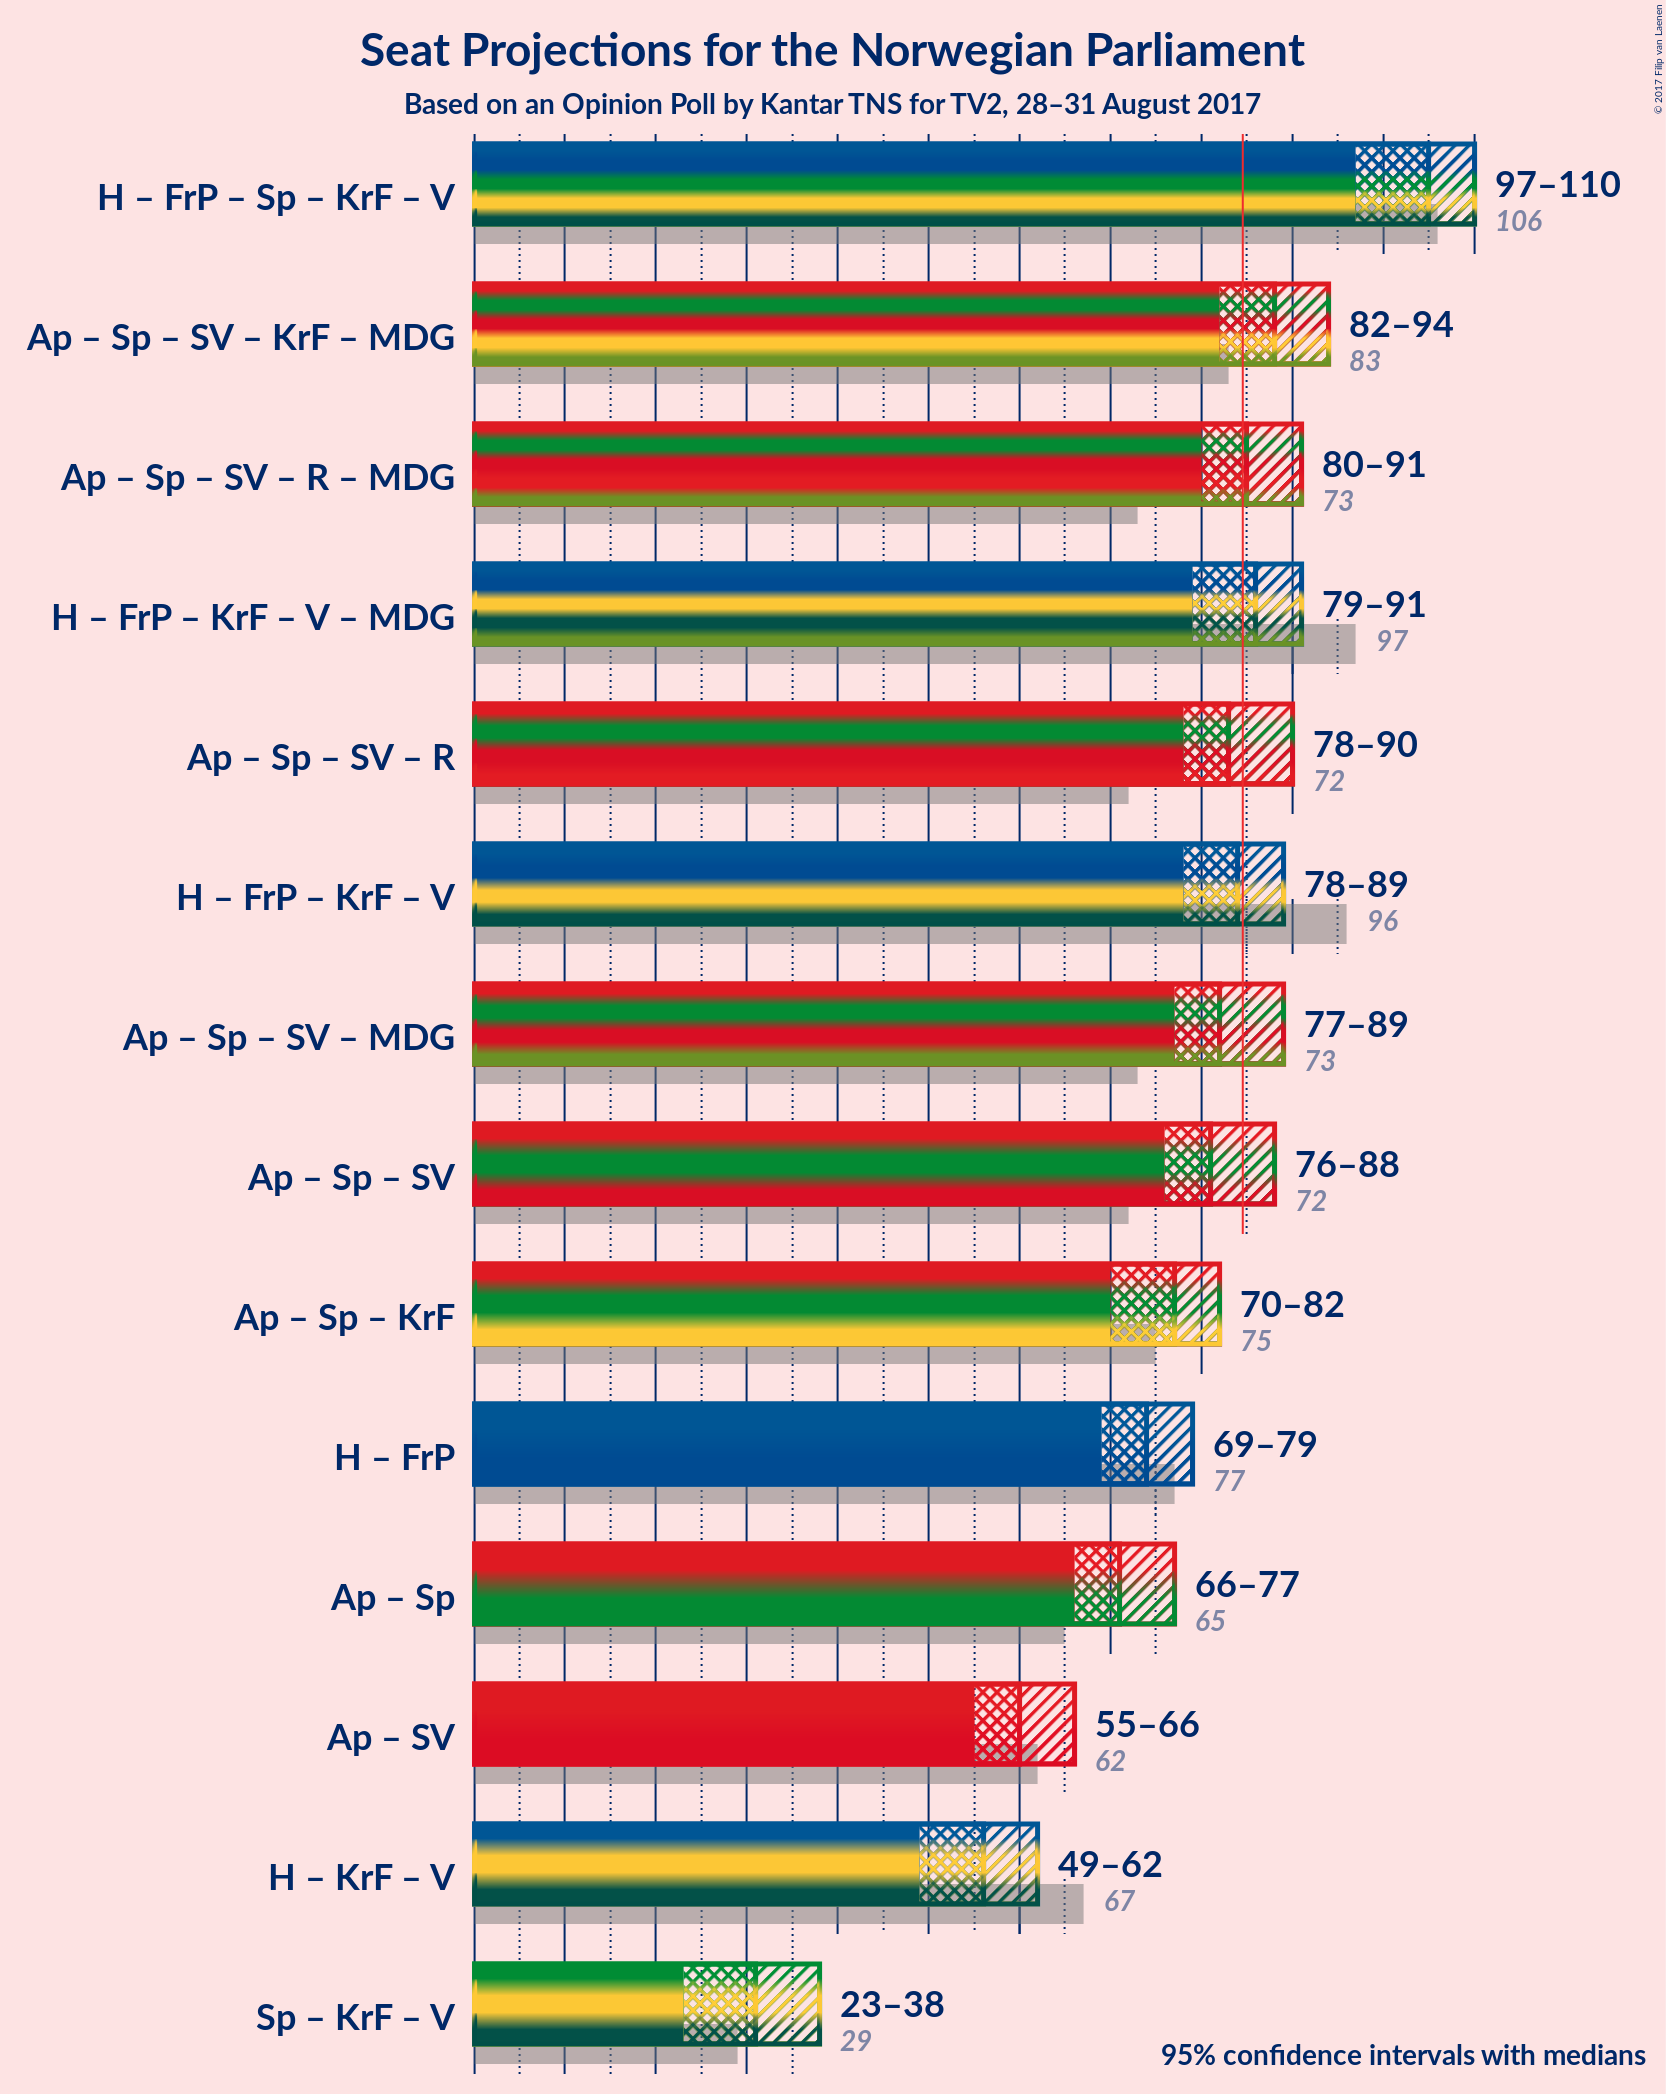 Seat Projections for the Norwegian Parliament
Based on an Opinion Poll by Kantar TNS for TV2, 28–31 August 2017
© 2017 Filip van Laenen
H – FrP – Sp – KrF – V
97–110
106
Ap – Sp – SV – KrF – MDG
82–94
83
Ap – Sp – SV – R – MDG
80–91
73
H – FrP – KrF – V – MDG
79–91
97
Ap – Sp – SV – R
78–90
72
H – FrP – KrF – V
78–89
96
Ap – Sp – SV – MDG
77–89
73
Ap – Sp – SV
76–88
72
Ap – Sp – KrF
70–82
75
H – FrP
69–79
77
Ap – Sp
66–77
65
Ap – SV
55–66
62
H – KrF – V
49–62
67
Sp – KrF – V
23–38
29
95% confidence intervals with medians